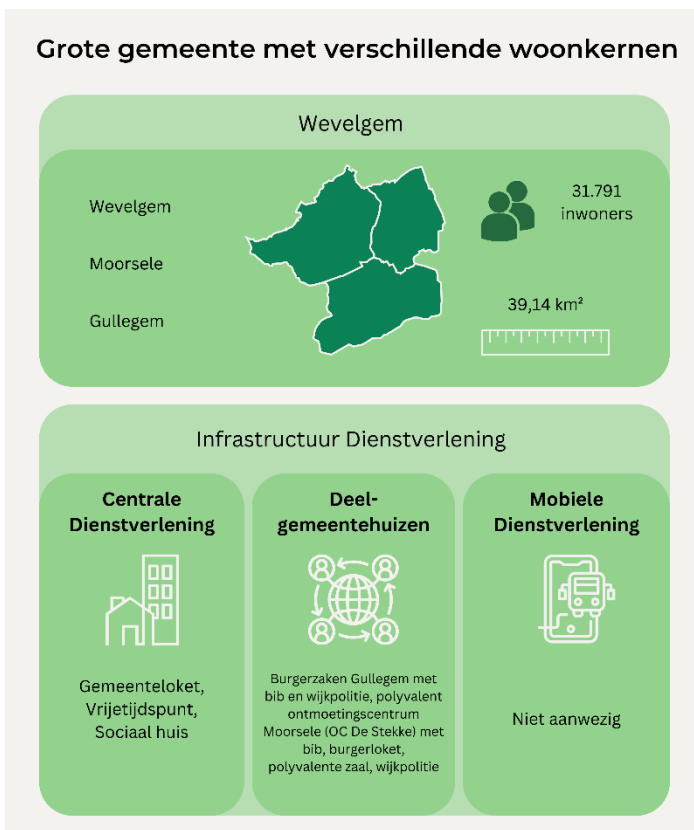 Grote gemeente met verschillende woonkernen
Wevelgem
Wevelgem
Moorsele
Gullegem
31.791
inwoners
39,14 km²
Infrastructuur Dienstverlening
Centrale
Dienstverlening
Gemeenteloket,
Vrijetijdspunt,
Sociaal huis
Deel-
gemeentehuizen
Burgerzaken Gullegem met
bib en wijkpolitie, polyvalent
ontmoetingscentrum
Moorsele (OC De Stekke) met
bib, burgerloket,
polyvalente zaal, wijkpolitie
Mobiele
Dienstverlening
Niet aanwezig